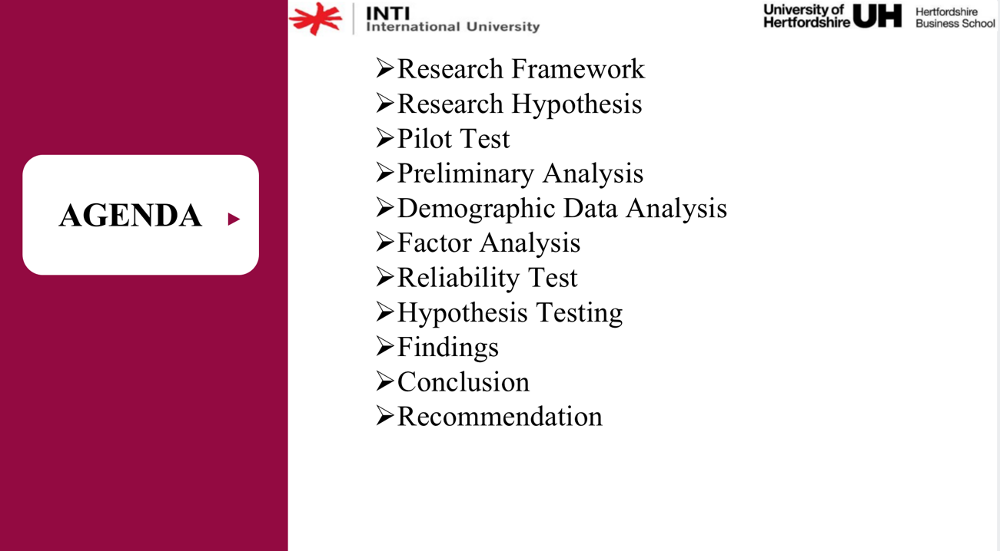 INTI
International University
University of
Hertfordshire
UH
Hertfordshire
Business School
AGENDA
Research Framework
Research Hypothesis
Pilot Test
Preliminary Analysis
Demographic Data Analysis
Factor Analysis
Reliability Test
Hypothesis Testing
Findings
Conclusion
Recommendation